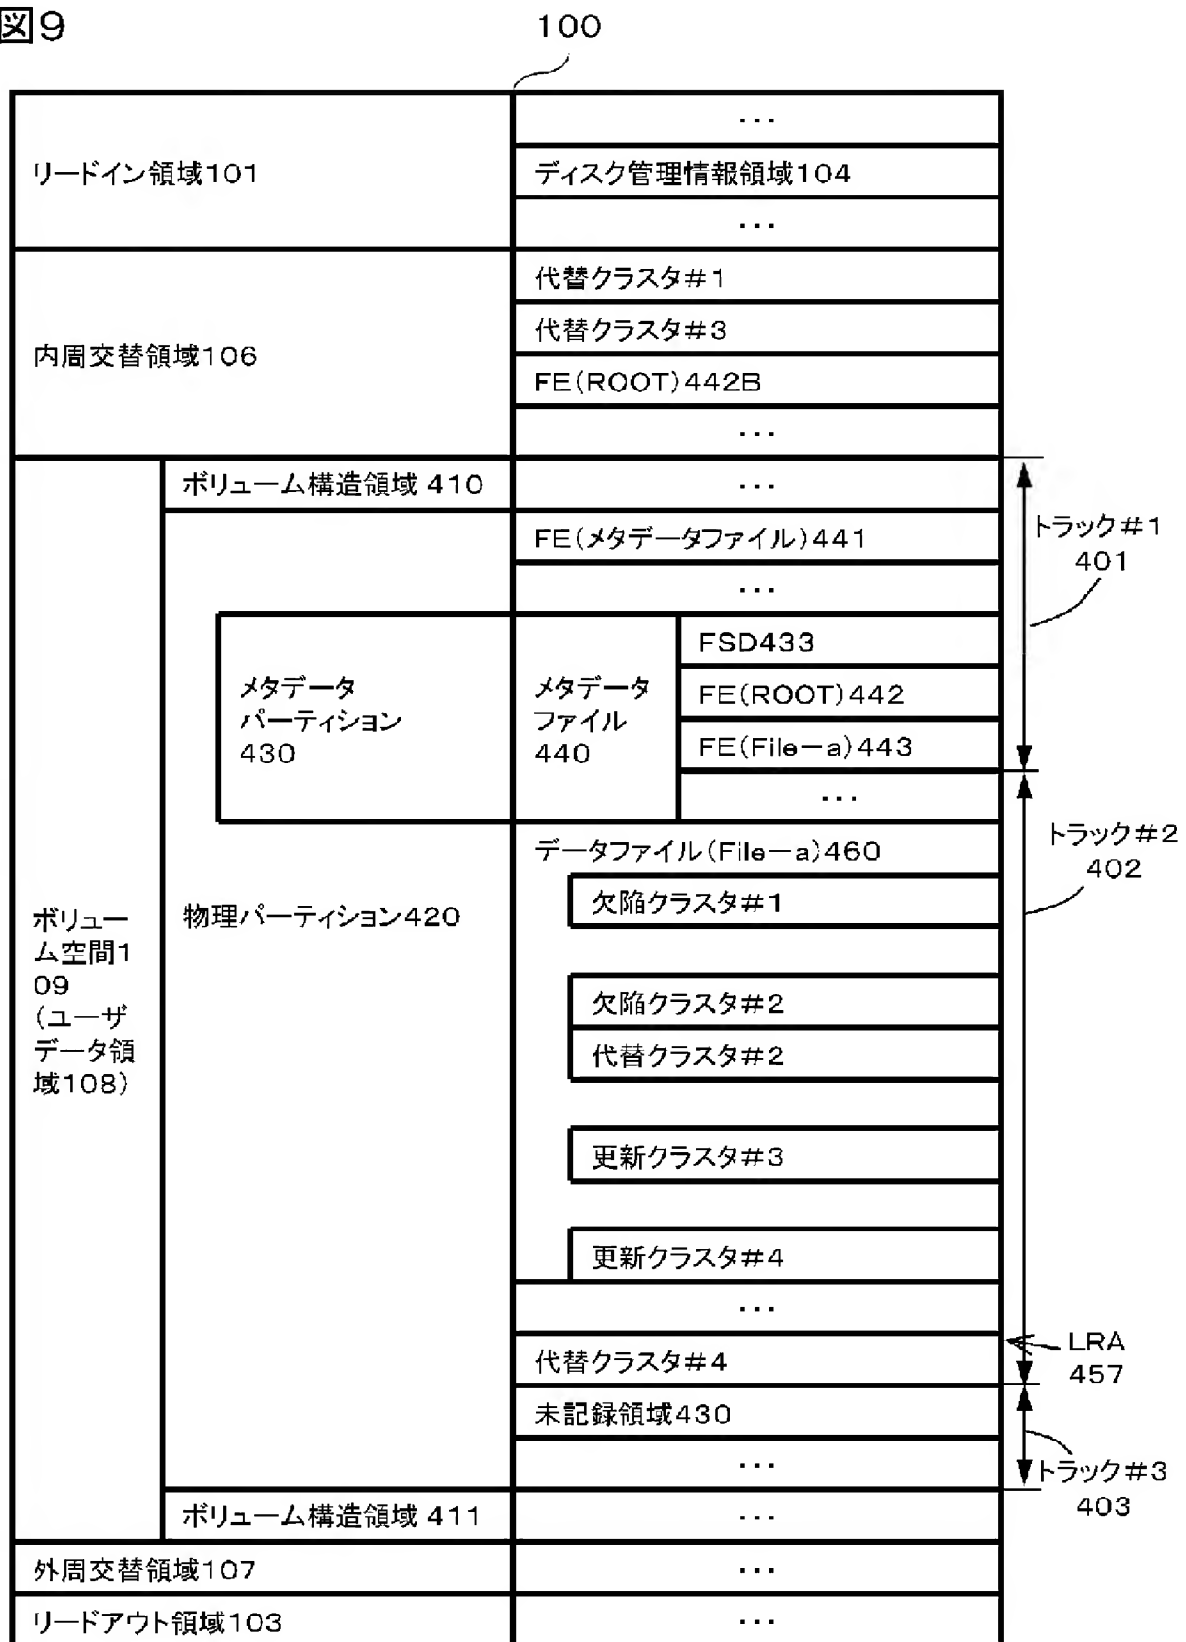 図9
100
...
リードイン領域101
ディスク管理情報領域104
...
代替クラスタ#1
代替クラスタ#3
内周交替領域106
FE(ROOT)442B
...
ボリューム構造領域 410
...
FE(メタデータファイル)441
トラック#1
401
...
FSD433
メタデータ
パーティション
430
メタデータ
ファイル
440
FE(ROOT)442
FE(File-a)443
...
トラック#2
402
データファイル(File-a)460
欠陥クラスタ#1
物理パーティション420
ボリュー
ム空間1
09
(ユーザ
データ領
域108)
欠陥クラスタ#2
代替クラスタ#2
更新クラスタ#3
更新クラスタ#4
...
LRA
457
代替クラスタ#4
未記録領域430
...
トラック#3
403
ボリューム構造領域 411
...
外周交替領域107
...
リードアウト領域103
...